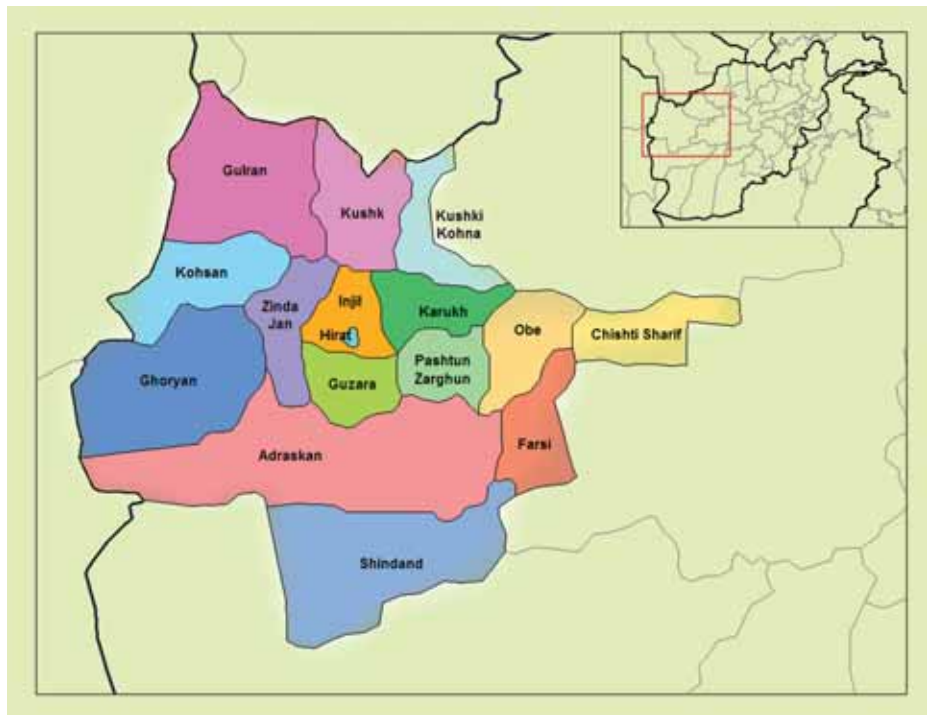 Gulran
Kushk
Kushki
Kohna
Kohsan
Zinda
Jan
Injil
Hirat
Karukh
Obe
Chishti Sharif
Ghoryan
Guzara
Pashtun
Zarghun
Farsi
Adraskan
Shindand